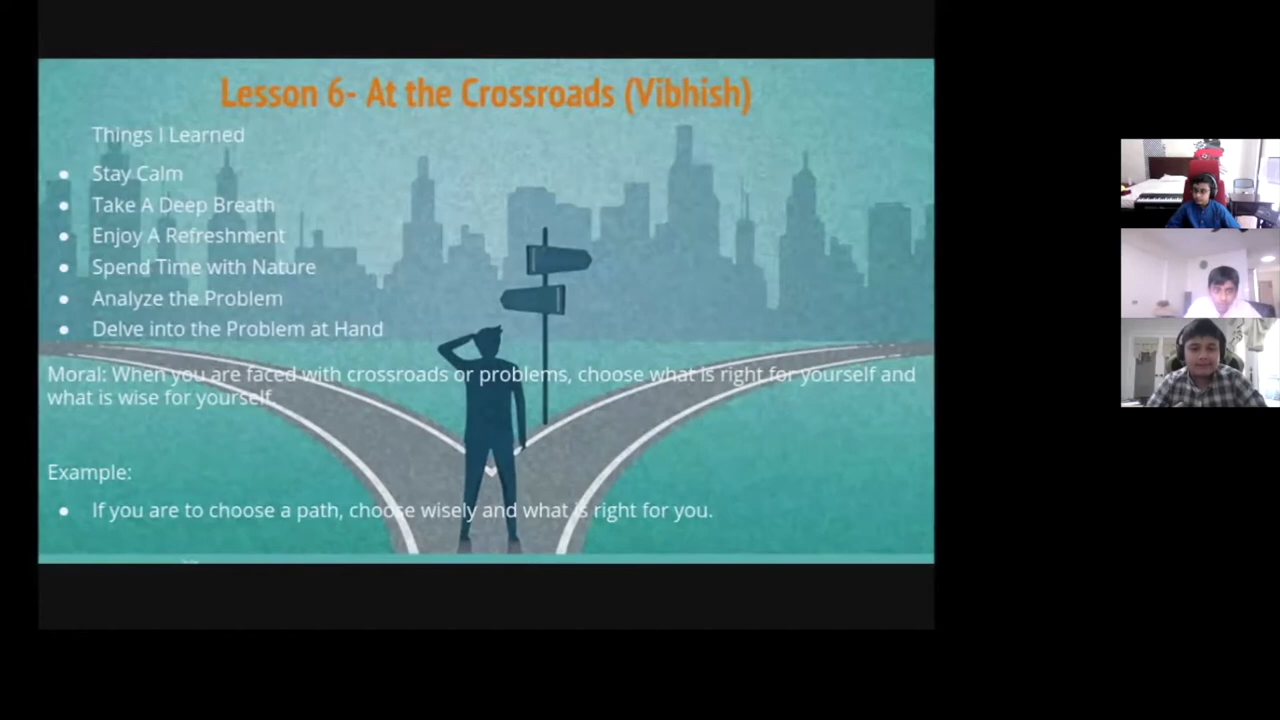 Lesson 6- At the Crossroads (Vibhish)
Things I Learned
● Stay Calm
● Take A Deep Breath
● Enjoy A Refreshment
● Spend Time with Nature
● Analyze the Problem
● Delve into the Problem at Hand
Moral: When you are faced with crossroads or problems, choose what is right for yourself and
what is wise for yourself.
Example:
● If you are to choose a path, choose wisely and what is right for you.